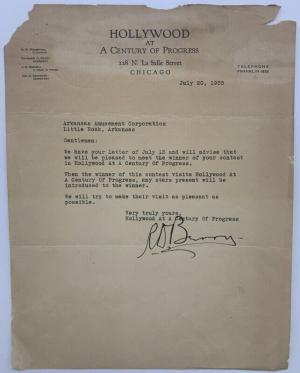 HOLLYWOOD
AT
A CENTURY OF PROGRESS
TELEPHONE
CHICAGO
July 20, 1933
Arkansas Amusement Corporation
Little Rock, Arkansas
Gentlemen:
We have your letter of July 12 and will advise that
we will be pleased to meet the winner of your contest
in Hollywood At A Century Of Progress.
When the winner of this contest visits Hollywood At
A Century Of Progress, any stars present will be
introduced to the winner.
We will try to make their visit as pleasant as
possible.
Very truly yours,
Hollywood At A Century Of Progress